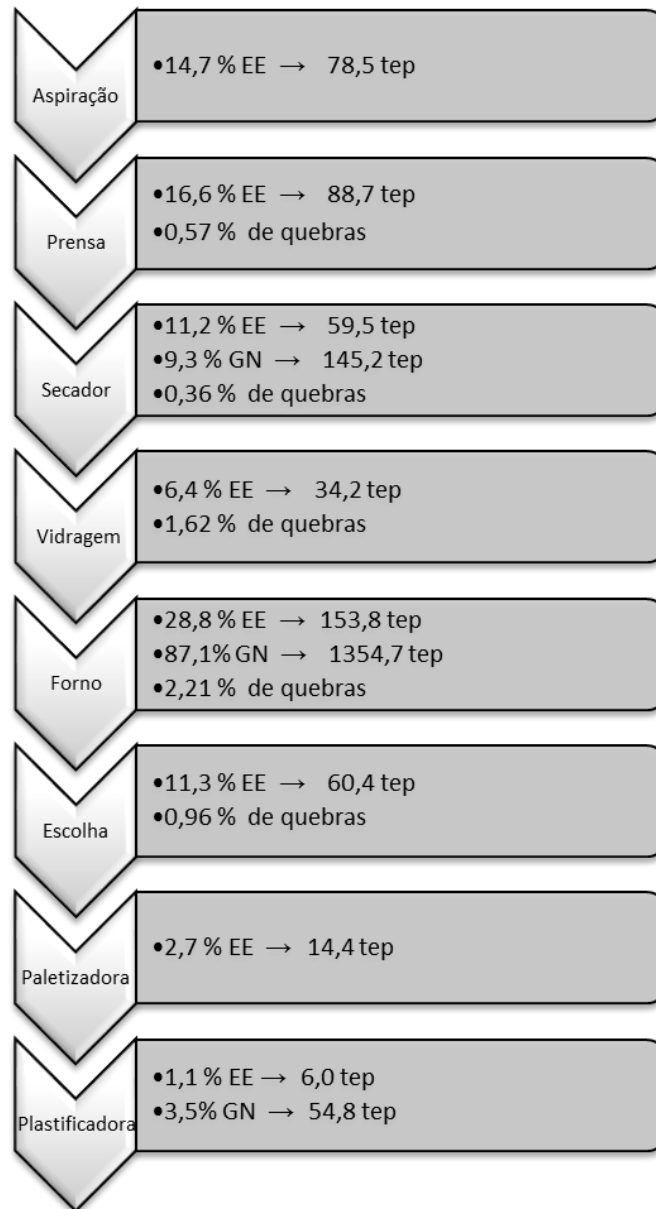 Aspiração
•14,7 % EE → 78,5 tep
Prensa
•16,6 % EE → 88,7 tep
•0,57 % de quebras
Secador
•11,2 % EE → 59,5 tep
•9,3 % GN → 145,2 tep
•0,36 % de quebras
Vidragem
•6,4 % EE → 34,2 tep
•1,62 % de quebras
Forno
•28,8 % EE → 153,8 tep
•87,1% GN → 1354,7 tep
•2,21 % de quebras
Escolha
•11,3 % EE → 60,4 tep
•0,96 % de quebras
Paletizadora
•2,7 % EE → 14,4 tep
Plastificadora
•1,1 % EE → 6,0 tep
•3,5% GN → 54,8 tep